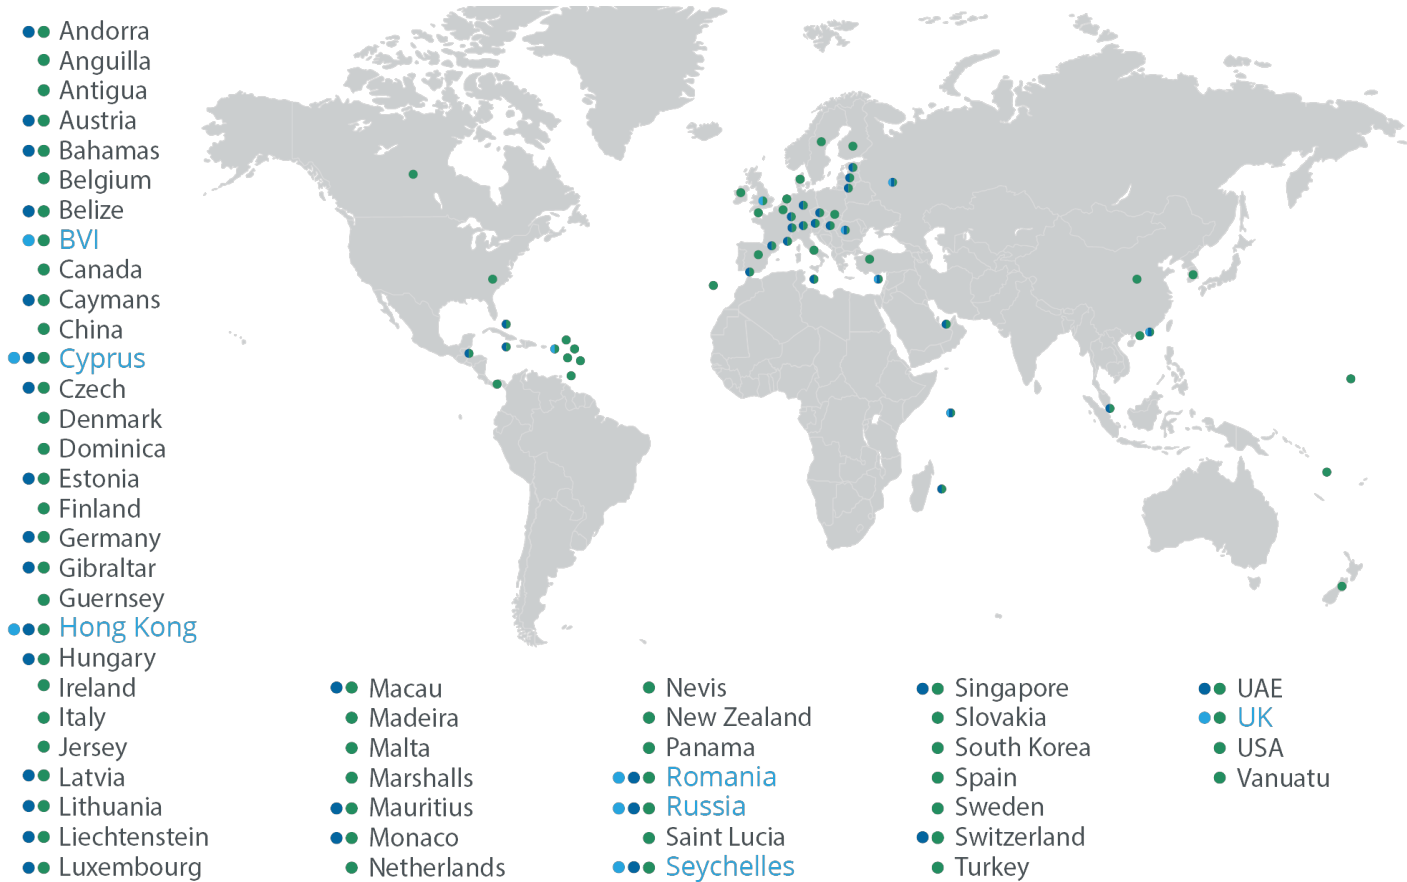 Andorra
Anguilla
Antigua
Austria
Bahamas
Belgium
Belize
BVI
Canada
Caymans
China
Cyprus
Czech
Denmark
Dominica
Estonia
Finland
Germany
Gibraltar
Guernsey
Hong Kong
Hungary
Ireland
Italy
Jersey
Latvia
Lithuania
Liechtenstein
Luxembourg
Macau
Madeira
Malta
Marshalls
Mauritius
Monaco
Netherlands
Nevis
New Zealand
Panama
Romania
Russia
Saint Lucia
Seychelles
Singapore
Slovakia
South Korea
Spain
Sweden
Switzerland
Turkey
UAE
UK
USA
Vanuatu